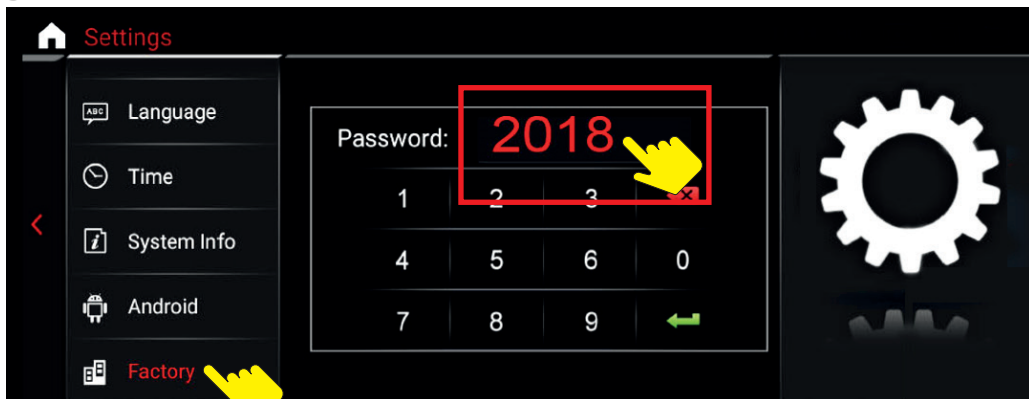 Settings
ABC Language
Time
i System Info
Android
Factory
Password: 2018
1 2 3
4 5 6 0
7 8 9